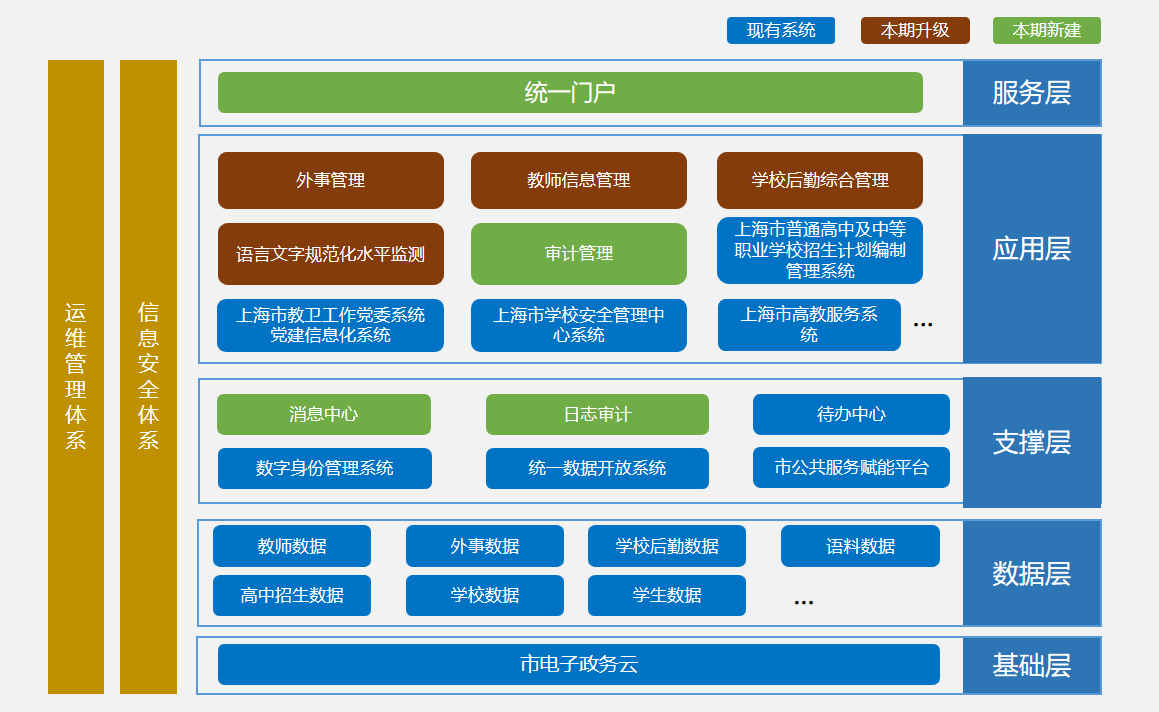 现有系统
本期升级
本期新建
运维管理体系
信息安全体系
统一门户
服务层
外事管理
教师信息管理
学校后勤综合管理
语言文字规范化水平监测
审计管理
上海市普通高中及中等
职业学校招生计划编制
管理系统
上海市教卫工作党委系统
党建信息化系统
上海市学校安全管理中
心系统
上海市高教服务系
统
...
应用层
消息中心
日志审计
待办中心
数字身份管理系统
统一数据开放系统
市公共服务赋能平台
支撑层
教师数据
外事数据
学校后勤数据
语料数据
高中招生数据
学校数据
学生数据
...
数据层
市电子政务云
基础层